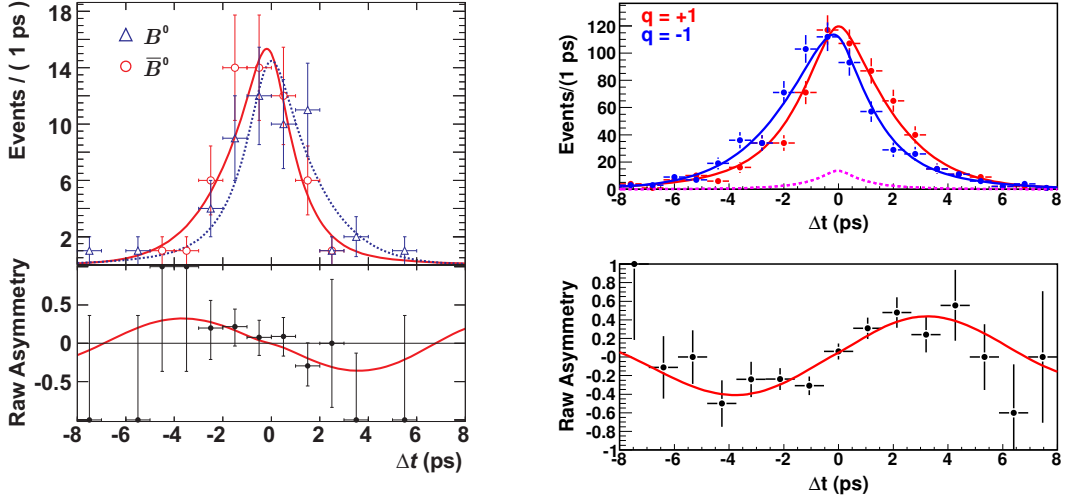 Events / ( 1 ps )
16
14
10
6
2
B⁰
B̅⁰
Raw Asymmetry
0.5
0
-0.5
-8 -6 -4 -2 0 2 4 6 8
Δt (ps)
q = +1
q = -1
Events/(1 ps)
120
100
80
60
40
20
0
-8 -6 -4 -2 0 2 4 6 8
Δt (ps)
Raw Asymmetry
1
0.8
0.6
0.4
0.2
-0
-0.2
-0.4
-0.6
-0.8
-1
-8 -6 -4 -2 0 2 4 6 8
Δt (ps)